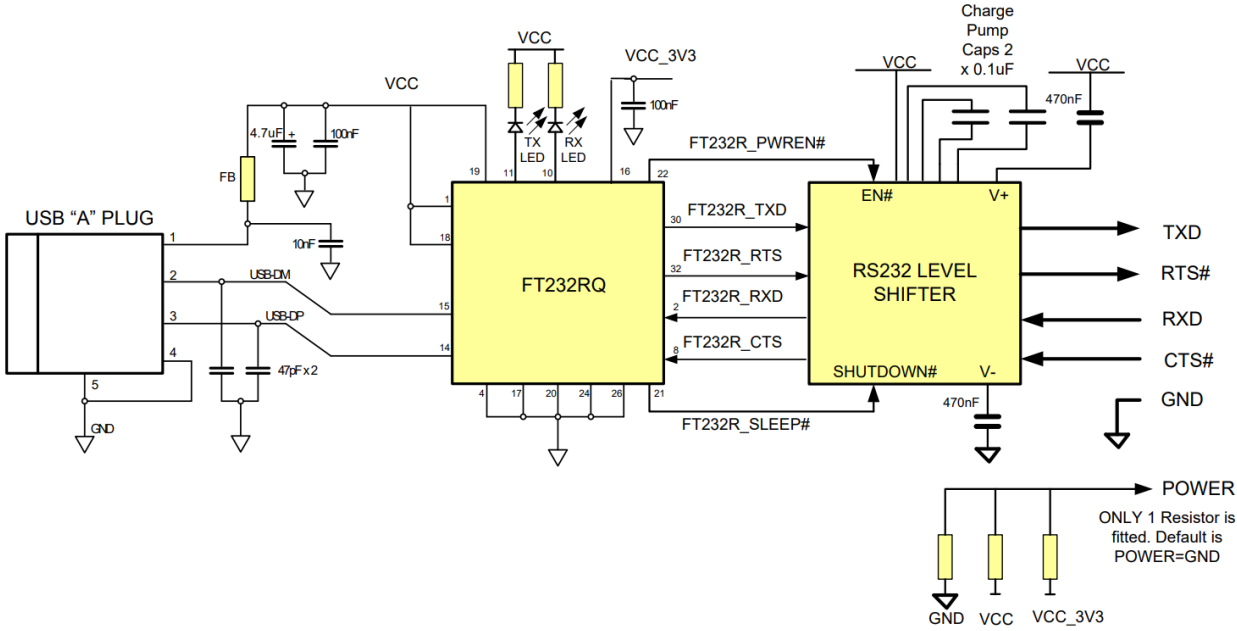 Charge
Pump
Caps 2
x 0.1uF
VCC
VCC_3V3
VCC
VCC
VCC
470nF
4.7uF
+
100nF
100nF
TX
LED
RX
LED
FT232R_PWREN#
FB
19
11
10
16
22
EN#
V+
USB “A” PLUG
1
18
30
FT232R_TXD
TXD
1
10nF
2
USB-DM
FT232RQ
32
FT232R_RTS
RS232 LEVEL
SHIFTER
RTS#
3
USB-DP
15
2
FT232R_RXD
RXD
4
14
8
FT232R_CTS
CTS#
5
47pF x 2
SHUTDOWN#
V-
4
17
20
24
26
21
470nF
GND
GND
FT232R_SLEEP#
POWER
ONLY 1 Resistor is
fitted. Default is
POWER=GND
GND
VCC
VCC_3V3